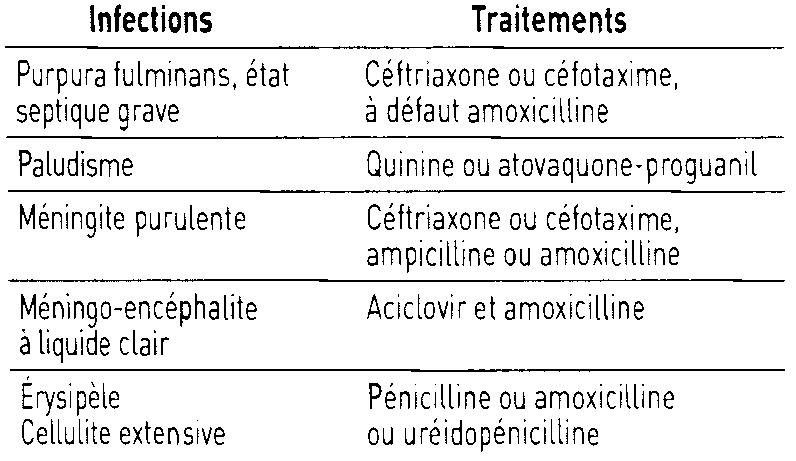 Infections Traitements
Purpura fulminans, état Céftriaxone ou céfotaxime,
septique grave à défaut amoxicilline
Paludisme Quinine ou atovaquone-proguanil
Méningite purulente Céftriaxone ou céfotaxime,
ampicilline ou amoxicilline
Méningo-encéphalite Aciclovir et amoxicilline
à liquide clair
Érysipèle Pénicilline ou amoxicilline
Cellulite extensive ou uréidopénicilline